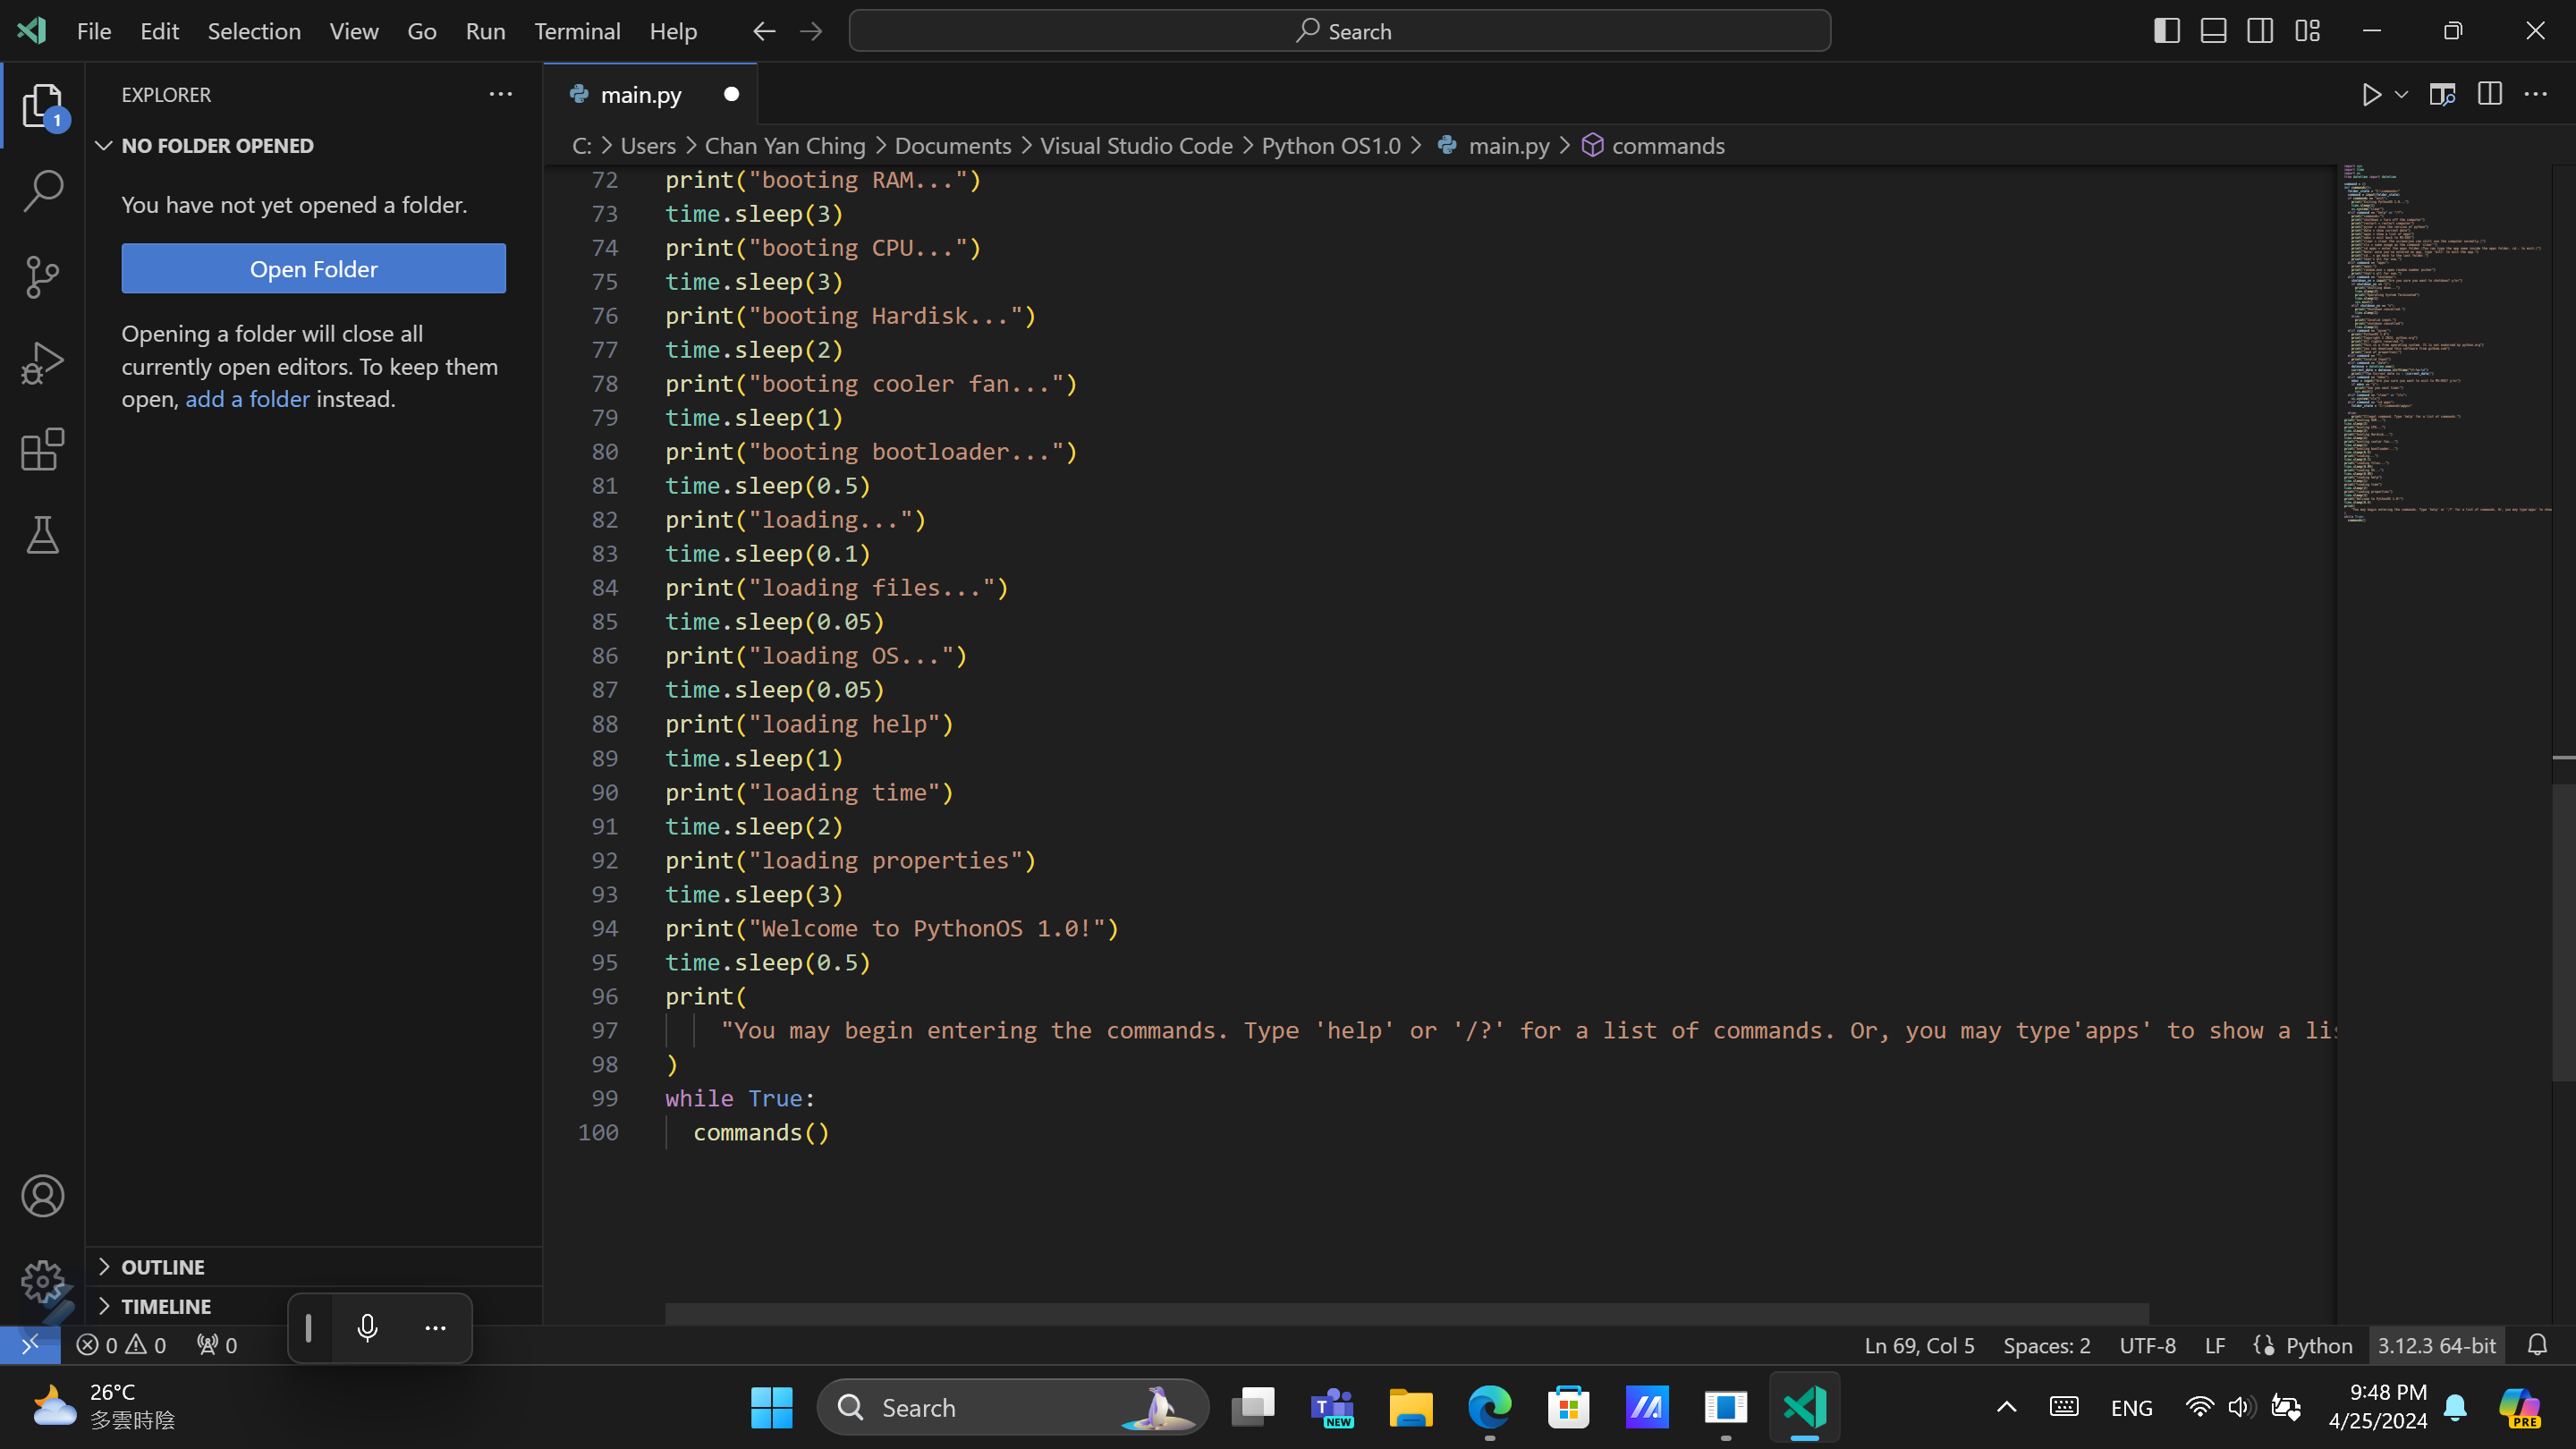 File Edit Selection View Go Run Terminal Help
Search
EXPLORER
main.py
1
NO FOLDER OPENED
C: > Users > Chan Yan Ching > Documents > Visual Studio Code > Python OS1.0 > main.py > commands
You have not yet opened a folder.
Open Folder
Opening a folder will close all
currently open editors. To keep them
open, add a folder instead.
72 print("booting RAM...")
73 time.sleep(3)
74 print("booting CPU...")
75 time.sleep(3)
76 print("booting Hardisk...")
77 time.sleep(2)
78 print("booting cooler fan...")
79 time.sleep(1)
80 print("booting bootloader...")
81 time.sleep(0.5)
82 print("loading...")
83 time.sleep(0.1)
84 print("loading files...")
85 time.sleep(0.05)
86 print("loading OS...")
87 time.sleep(0.05)
88 print("loading help")
89 time.sleep(1)
90 print("loading time")
91 time.sleep(2)
92 print("loading properties")
93 time.sleep(3)
94 print("Welcome to PythonOS 1.0!")
95 time.sleep(0.5)
96 print(
97 "You may begin entering the commands. Type 'help' or '/?' for a list of commands. Or, you may type'apps' to show a lis
98 )
99 while True:
100 commands()
OUTLINE
TIMELINE
0 0 0
Ln 69, Col 5 Spaces: 2 UTF-8 LF Python 3.12.3 64-bit
26°C
多雲時陰
Search
NEW
ENG
9:48 PM
4/25/2024
PRE